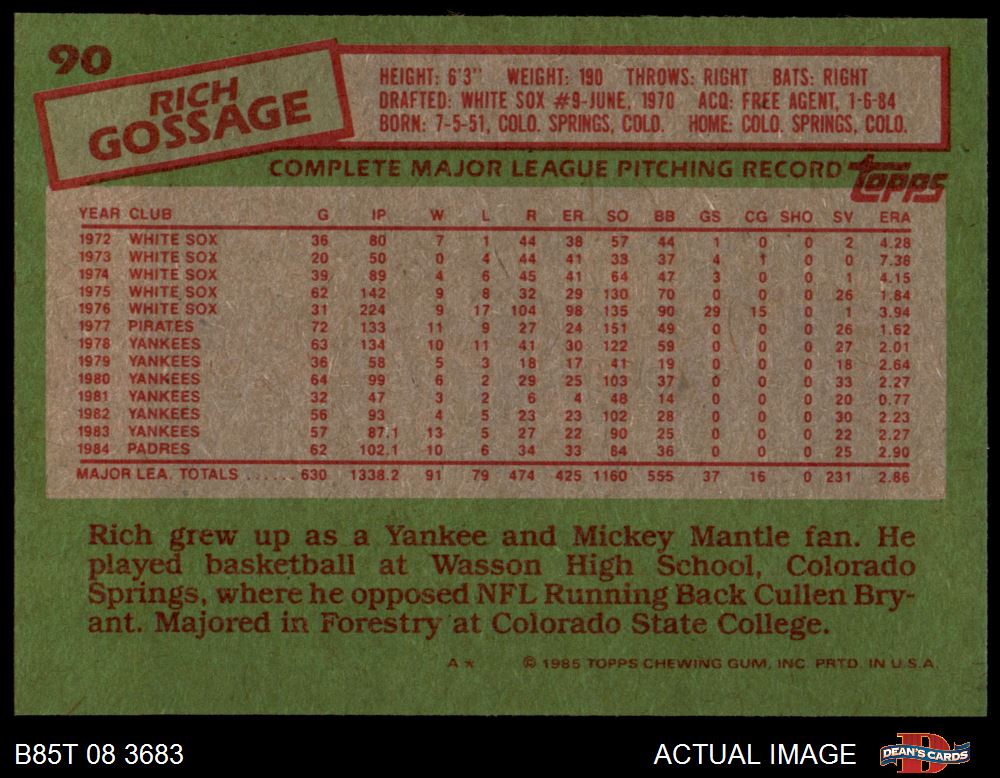 90
RICH
GOSSAGE
HEIGHT: 6'3" WEIGHT: 190 THROWS: RIGHT BATS: RIGHT
DRAFTED: WHITE SOX #9-JUNE, 1970 ACQ: FREE AGENT, 1-6-84
BORN: 7-5-51, COLO. SPRINGS, COLO. HOME: COLO. SPRINGS, COLO.
COMPLETE MAJOR LEAGUE PITCHING RECORD topps
YEAR CLUB G IP W L R ER SO BB GS CG SHO SV ERA
1972 WHITE SOX 36 80 7 1 44 38 57 44 1 0 0 2 4.28
1973 WHITE SOX 20 50 0 4 44 41 33 37 4 1 0 0 7.38
1974 WHITE SOX 39 89 4 6 45 41 64 47 3 0 0 1 4.15
1975 WHITE SOX 62 142 9 8 32 29 130 70 0 0 0 26 1.84
1976 WHITE SOX 31 224 9 17 104 98 135 90 29 15 0 1 3.94
1977 PIRATES 72 133 11 9 27 24 151 49 0 0 0 26 1.62
1978 YANKEES 63 134 10 11 41 30 122 59 0 0 0 27 2.01
1979 YANKEES 36 58 5 3 18 17 41 19 0 0 0 18 2.64
1980 YANKEES 64 99 6 2 29 25 103 37 0 0 0 33 2.27
1981 YANKEES 32 47 3 2 6 4 48 14 0 0 0 20 0.77
1982 YANKEES 56 93 4 5 23 23 102 28 0 0 0 30 2.23
1983 YANKEES 57 87.1 13 5 27 22 90 25 0 0 0 22 2.27
1984 PADRES 62 102.1 10 6 34 33 84 36 0 0 0 25 2.90
MAJOR LEA. TOTALS ...... 630 1338.2 91 79 474 425 1160 555 37 16 0 231 2.86
Rich grew up as a Yankee and Mickey Mantle fan. He
played basketball at Wasson High School, Colorado
Springs, where he opposed NFL Running Back Cullen Bry-
ant. Majored in Forestry at Colorado State College.
A * © 1985 TOPPS CHEWING GUM, INC. PRTD. IN U.S.A.
B85T 08 3683 ACTUAL IMAGE DEAN'S CARDS